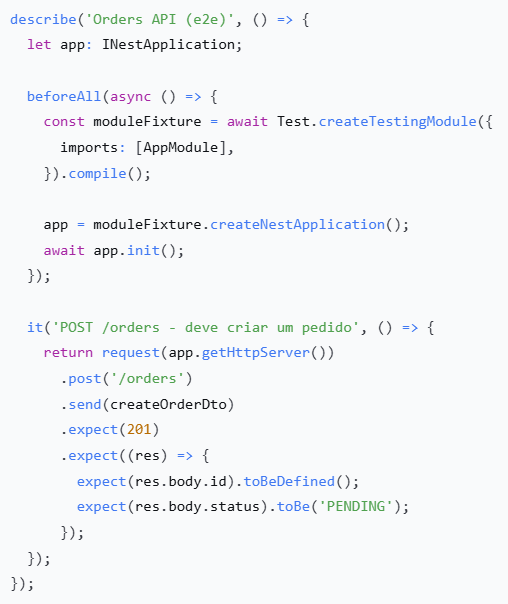 describe('Orders API (e2e)', () => {
  let app: INestApplication;

  beforeAll(async () => {
    const moduleFixture = await Test.createTestingModule({
      imports: [AppModule],
    }).compile();

    app = moduleFixture.createNestApplication();
    await app.init();
  });

  it('POST /orders - deve criar um pedido', () => {
    return request(app.getHttpServer())
      .post('/orders')
      .send(createOrderDto)
      .expect(201)
      .expect((res) => {
        expect(res.body.id).toBeDefined();
        expect(res.body.status).toBe('PENDING');
      });
  });
});